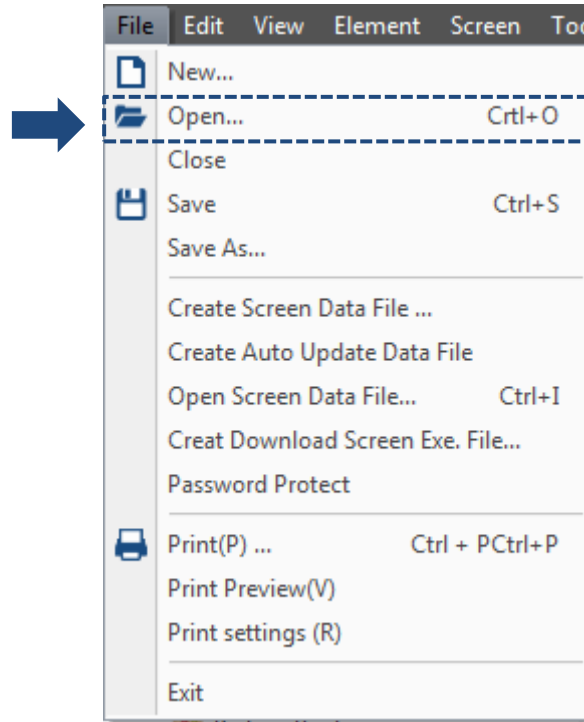 File Edit View Element Screen Too
New...
Open... Crtl+O
Close
Save Ctrl+S
Save As...
Create Screen Data File ...
Create Auto Update Data File
Open Screen Data File... Ctrl+I
Creat Download Screen Exe. File...
Password Protect
Print(P) ... Ctrl + PCtrl+P
Print Preview(V)
Print settings (R)
Exit